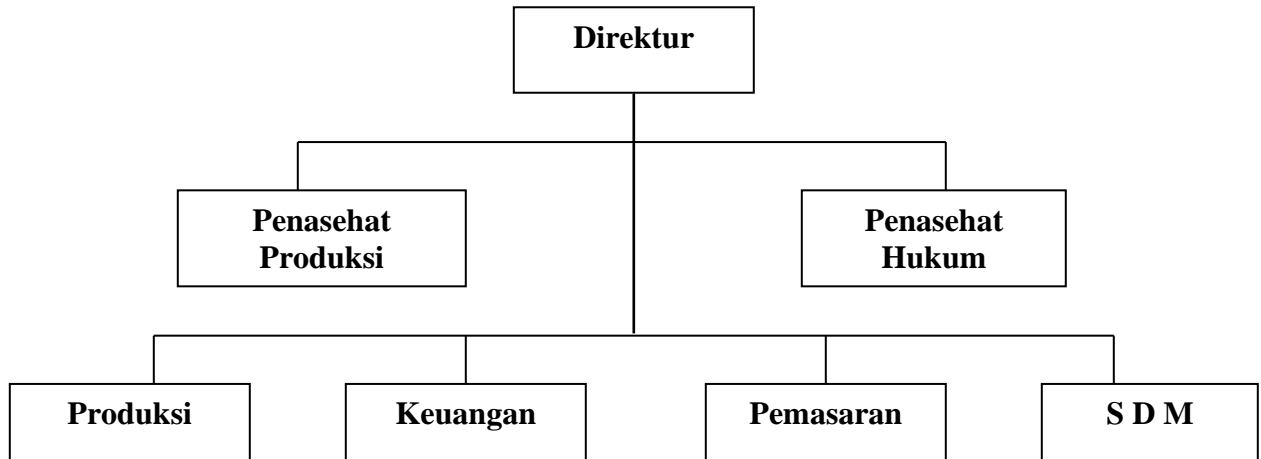 Direktur
Penasehat
Produksi
Penasehat
Hukum
Produksi
Keuangan
Pemasaran
S D M